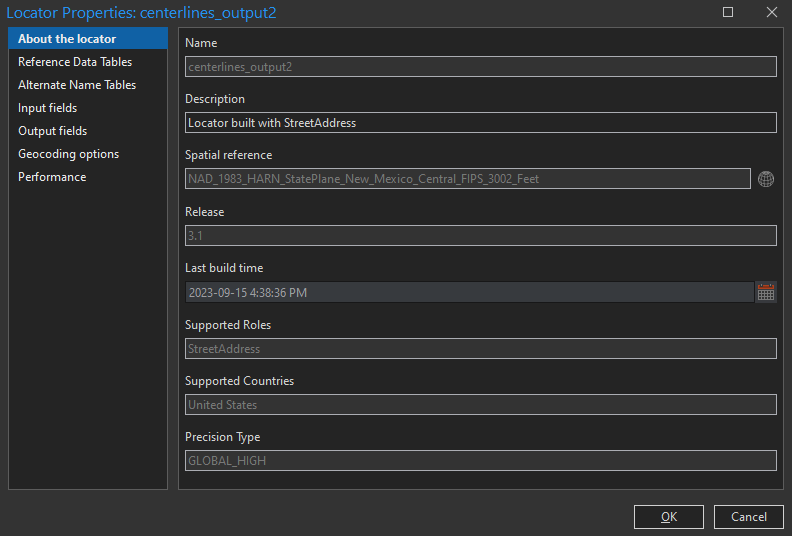 Locator Properties: centerlines_output2
About the locator
Reference Data Tables
Alternate Name Tables
Input fields
Output fields
Geocoding options
Performance
Name
centerlines_output2
Description
Locator built with StreetAddress
Spatial reference
NAD_1983_HARN_StatePlane_New_Mexico_Central_FIPS_3002_Feet
Release
3.1
Last build time
2023-09-15 4:38:36 PM
Supported Roles
StreetAddress
Supported Countries
United States
Precision Type
GLOBAL_HIGH
OK
Cancel